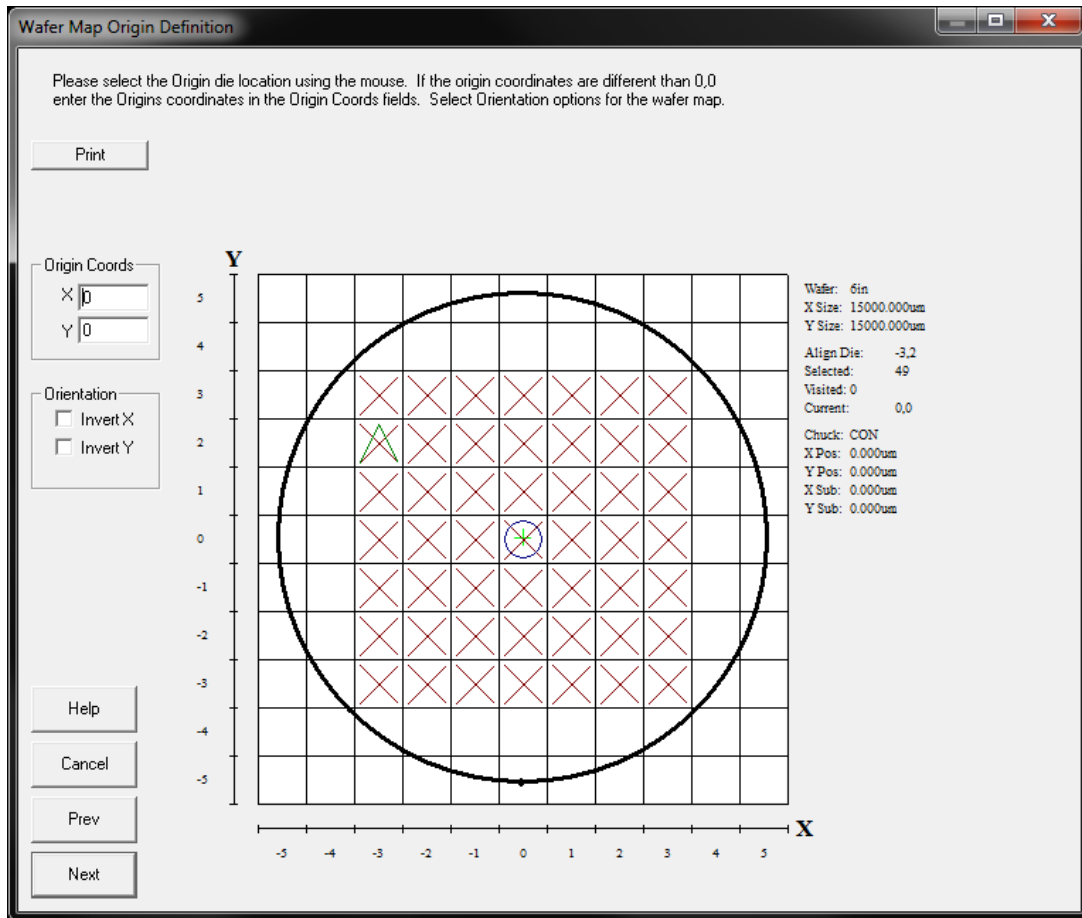 Wafer Map Origin Definition
Please select the Origin die location using the mouse. If the origin coordinates are different than 0,0
enter the Origins coordinates in the Origin Coords fields. Select Orientation options for the wafer map.
Print
Origin Coords
X 0
Y 0
Orientation
Invert X
Invert Y
Help
Cancel
Prev
Next
Y
5
4
3
2
1
0
-1
-2
-3
-4
-5
X
-5 -4 -3 -2 -1 0 1 2 3 4 5
Wafer: 6in
X Size: 15000.000um
Y Size: 15000.000um
Align Die: -3,2
Selected: 49
Visited: 0
Current: 0,0
Chuck: CON
X Pos: 0.000um
Y Pos: 0.000um
X Sub: 0.000um
Y Sub: 0.000um